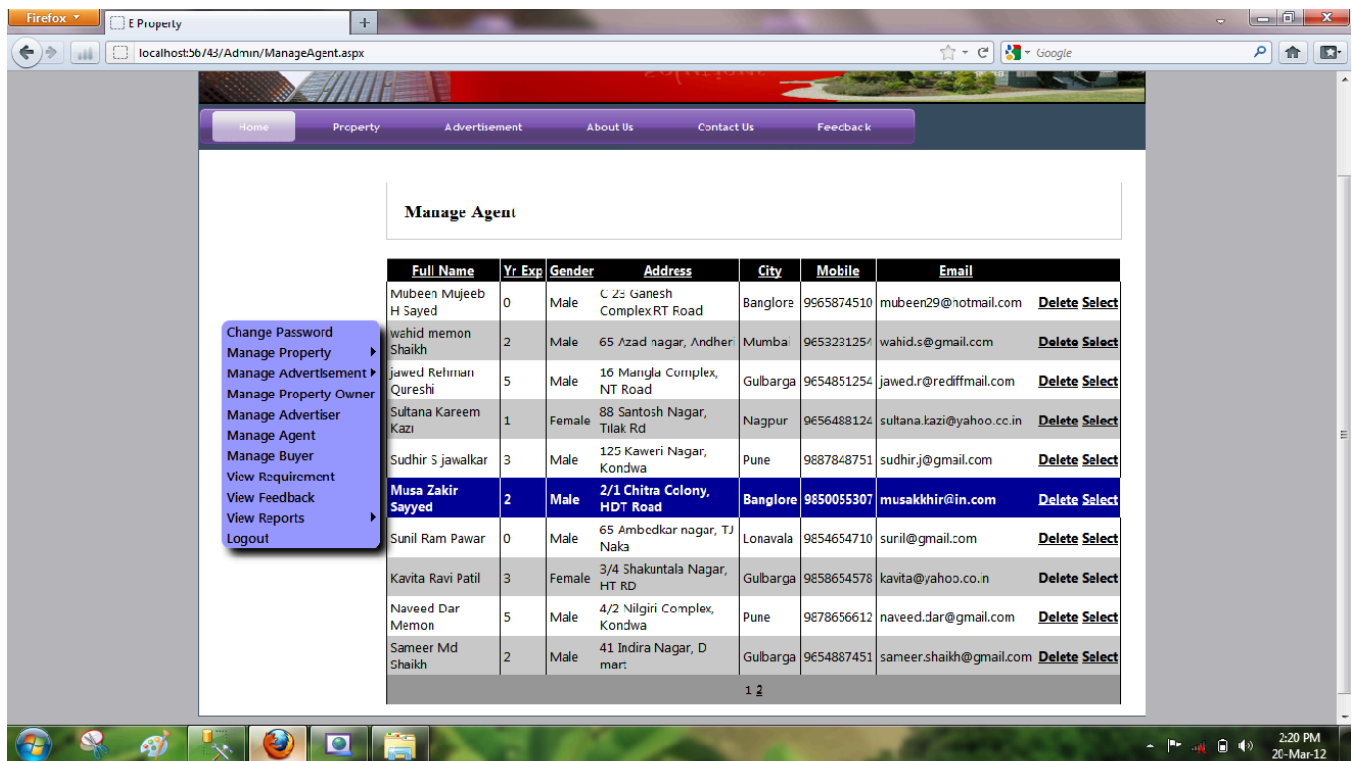 Firefox
E Property
localhost:56743/Admin/ManageAgent.aspx
Google
Solutions
Home Property Advertisement About Us Contact Us Feedback
Manage Agent
Full Name Yr Exp Gender Address City Mobile Email
Mubeen Mujeeb H Sayed 0 Male C 23 Ganesh Complex RT Road Banglore 9965874510 mubeen29@hotmail.com Delete Select
wahid memon Shaikh 2 Male 65 Azad nagar, Andheri Mumbai 9653231254 wahid.s@gmail.com Delete Select
jawed Rehman Qureshi 5 Male 16 Mangla Complex, NT Road Gulbarga 9654851254 jawed.r@rediffmail.com Delete Select
Sultana Kareem Kazi 1 Female 88 Santosh Nagar, Tilak Rd Nagpur 9656488124 sultana.kazi@yahoo.co.in Delete Select
Sudhir S jawalkar 3 Male 125 Kaweri Nagar, Kondwa Pune 9887848751 sudhir.j@gmail.com Delete Select
Musa Zakir Sayyed 2 Male 2/1 Chitra Colony, HDT Road Banglore 9850055307 musakkhir@in.com Delete Select
Sunil Ram Pawar 0 Male 65 Ambedkar nagar, TJ Naka Lonavala 9854654710 sunil@gmail.com Delete Select
Kavita Ravi Patil 3 Female 3/4 Shakuntala Nagar, HT RD Gulbarga 9858654578 kavita@yahoo.co.in Delete Select
Naveed Dar Memon 5 Male 4/2 Nilgiri Complex, Kondwa Pune 9878656612 naveed.dar@gmail.com Delete Select
Sameer Md Shaikh 2 Male 41 Indira Nagar, D mart Gulbarga 9654887451 sameer.shaikh@gmail.com Delete Select
1 2
Change Password
Manage Property
Manage Advertisement
Manage Property Owner
Manage Advertiser
Manage Agent
Manage Buyer
View Requirement
View Feedback
View Reports
Logout
2:20 PM
20-Mar-12